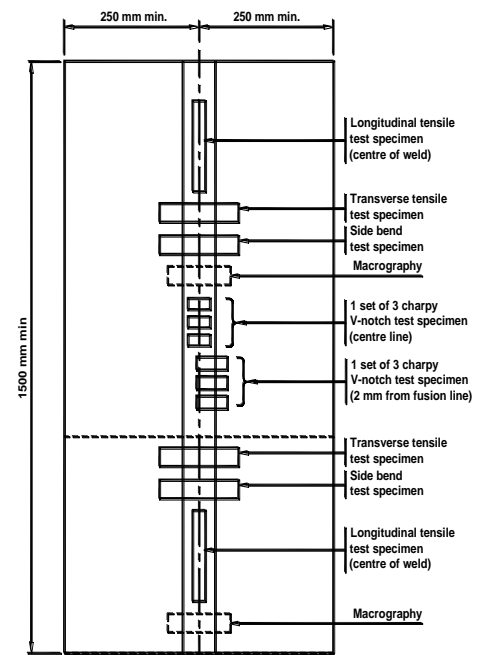 250 mm min.
250 mm min.
1500 mm min
Longitudinal tensile
test specimen
(centre of weld)
Transverse tensile
test specimen
Side bend
test specimen
Macrography
1 set of 3 charpy
V-notch test specimen
(centre line)
1 set of 3 charpy
V-notch test specimen
(2 mm from fusion line)
Transverse tensile
test specimen
Side bend
test specimen
Longitudinal tensile
test specimen
(centre of weld)
Macrography